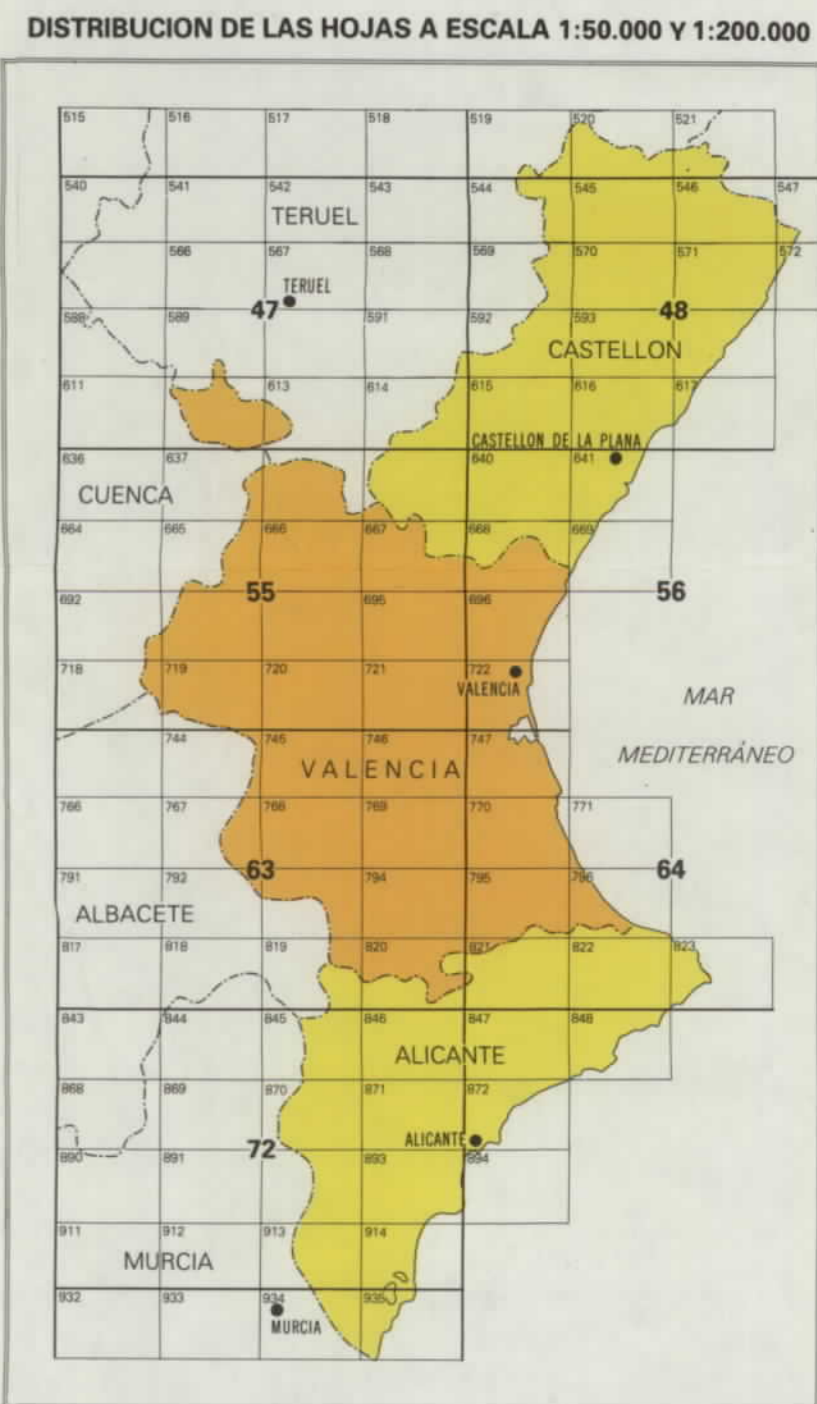 DISTRIBUCION DE LAS HOJAS A ESCALA 1:50.000 Y 1:200.000
515 516 517 518 519 520 521
540 541 542 543 544 545 546 547
TERUEL
566 567 568 569 570 571 572
TERUEL
47 48
588 589 591 592 593
CASTELLON
611 613 614 615 616 617
CASTELLON DE LA PLANA
636 637 640 641
CUENCA
664 665 666 667 668 669
55 56
692 695 696
718 719 720 721 722
VALENCIA
MAR
MEDITERRÁNEO
744 745 746 747
VALENCIA
766 767 768 769 770 771
63 64
791 792 794 795 796
ALBACETE
817 818 819 820 821 822 823
843 844 845 846 847 848
ALICANTE
868 869 870 871 872
ALICANTE
72
890 891 893 894
911 912 913 914
MURCIA
932 933 934 935
MURCIA